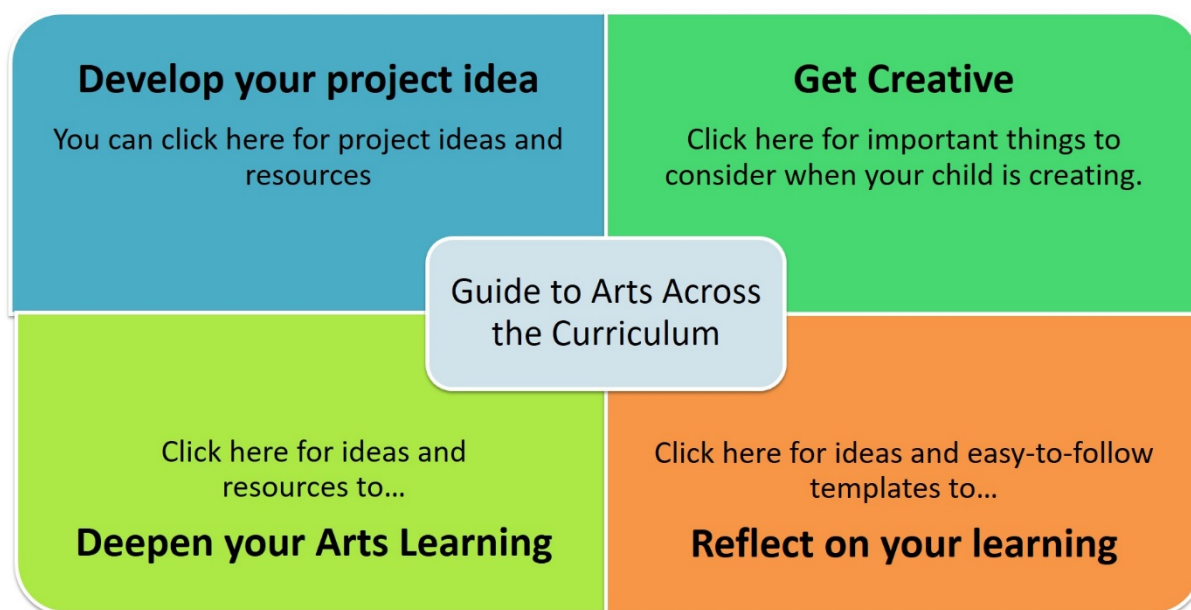 Develop your project idea
You can click here for project ideas and
resources
Get Creative
Click here for important things to
consider when your child is creating.
Guide to Arts Across
the Curriculum
Click here for ideas and
resources to…
Deepen your Arts Learning
Click here for ideas and easy-to-follow
templates to…
Reflect on your learning